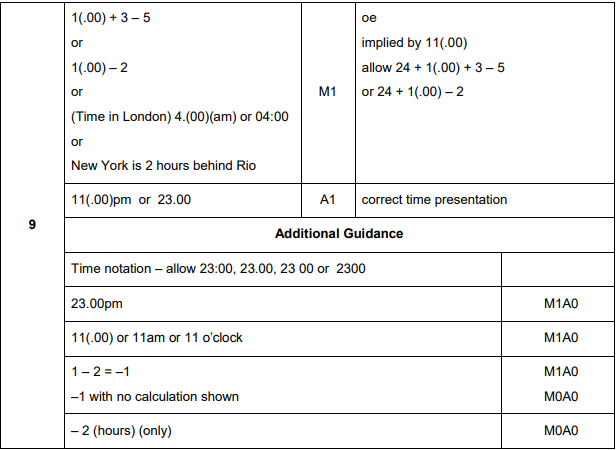 9
1(.00) + 3 – 5
or
1(.00) – 2
or
(Time in London) 4.(00)(am) or 04:00
or
New York is 2 hours behind Rio
M1
oe
implied by 11(.00)
allow 24 + 1(.00) + 3 – 5
or 24 + 1(.00) – 2
11(.00)pm or 23.00
A1
correct time presentation
Additional Guidance
Time notation – allow 23:00, 23.00, 23 00 or 2300
23.00pm
M1A0
11(.00) or 11am or 11 o’clock
M1A0
1 – 2 = –1
M1A0
–1 with no calculation shown
M0A0
– 2 (hours) (only)
M0A0